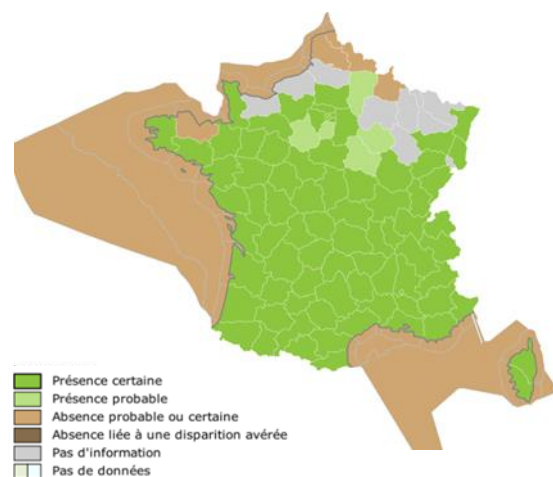 Présence certaine
Présence probable
Absence probable ou certaine
Absence liée à une disparition avérée
Pas d'information
Pas de données